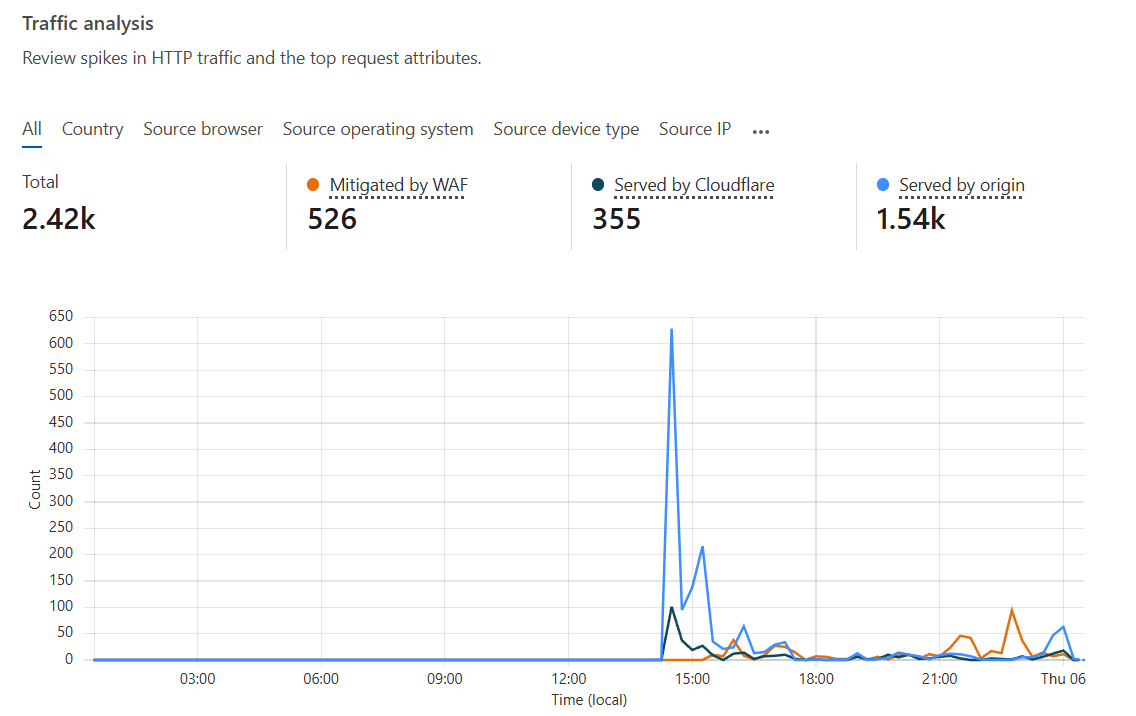 Traffic analysis
Review spikes in HTTP traffic and the top request attributes.
All Country Source browser Source operating system Source device type Source IP ...
Total Mitigated by WAF Served by Cloudflare Served by origin
2.42k 526 355 1.54k
650
600
550
500
450
400
350
300
250
200
150
100
50
0
Count
03:00 06:00 09:00 12:00 15:00 18:00 21:00 Thu 06
Time (local)